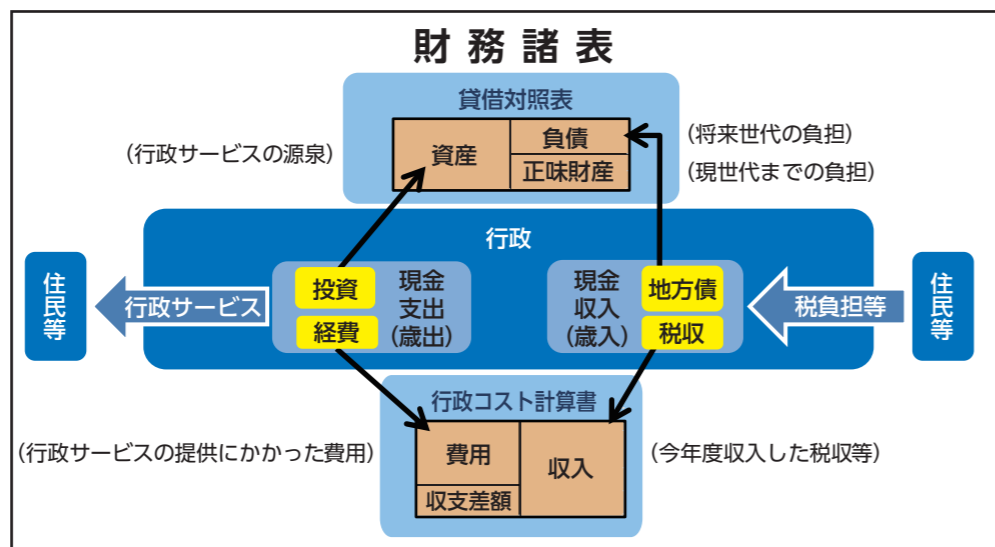 財務諸表
貸借対照表
(行政サービスの源泉)
資産
負債
正味財産
(将来世代の負担)
(現世代までの負担)
行政
住民等
行政サービス
投資
経費
現金
支出
(歳出)
現金
収入
(歳入)
地方債
税収
税負担等
住民等
行政コスト計算書
(行政サービスの提供にかかった費用)
費用
収支差額
収入
(今年度収入した税収等)